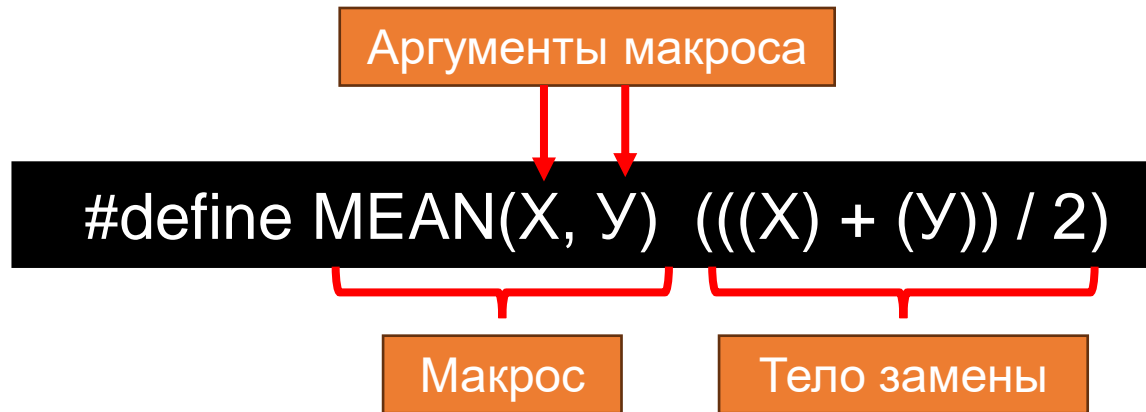 Аргументы макроса
#define MEAN(X, У) (((X) + (У)) / 2)
Макрос
Тело замены